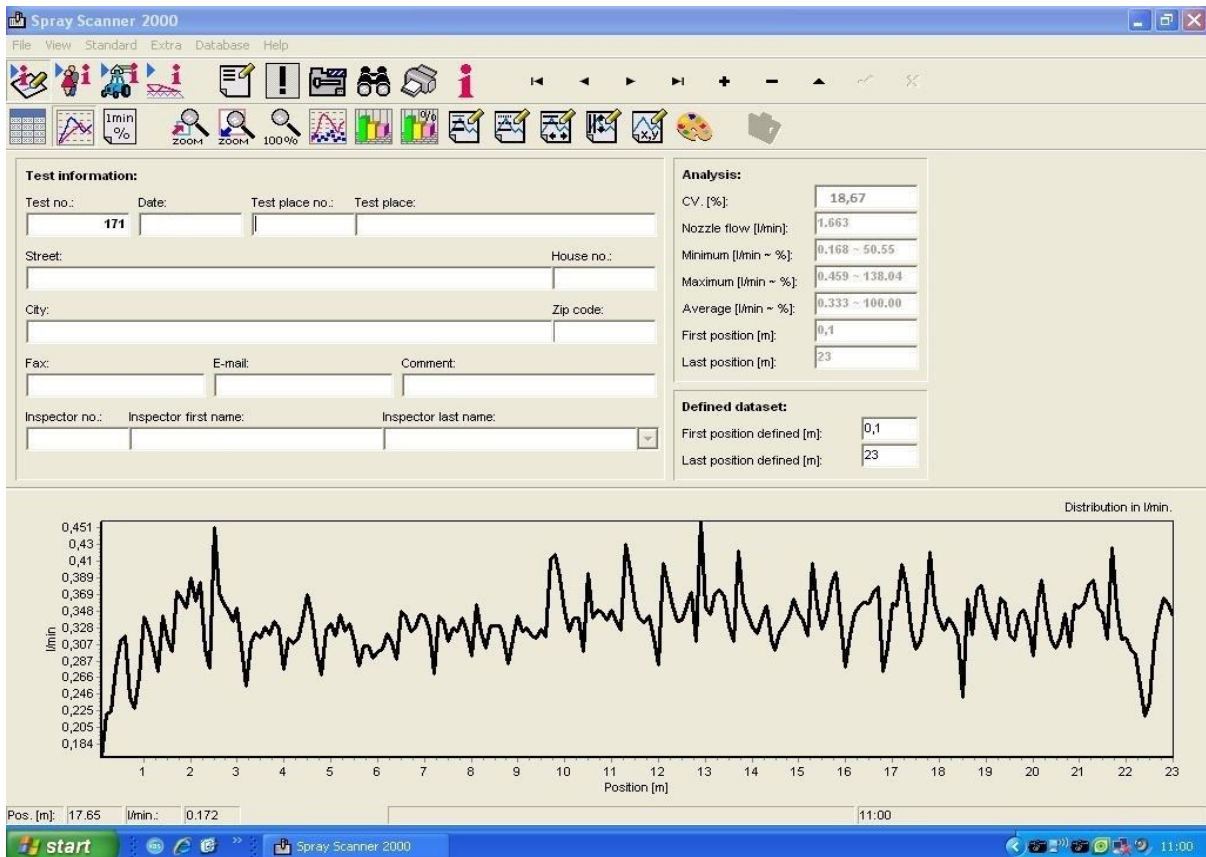 Spray Scanner 2000
File View Standard Extra Database Help
1min
%
ZOOM ZOOM 100% % x,y
Test information:
Test no.: Date: Test place no.: Test place:
171
Street: House no.:
City: Zip code:
Fax: E-mail: Comment:
Inspector no.: Inspector first name: Inspector last name:
Analysis:
CV. [%]: 18,67
Nozzle flow [l/min]: 1.663
Minimum [l/min ~ %]: 0.168 ~ 50.55
Maximum [l/min ~ %]: 0.459 ~ 138.04
Average [l/min ~ %]: 0.333 ~ 100.00
First position [m]: 0,1
Last position [m]: 23
Defined dataset:
First position defined [m]: 0,1
Last position defined [m]: 23
Distribution in l/min.
0,451
0,43
0,41
0,389
0,369
0,348
0,328
0,307
0,287
0,266
0,246
0,225
0,205
0,184
l/min
1 2 3 4 5 6 7 8 9 10 11 12 13 14 15 16 17 18 19 20 21 22 23
Position [m]
Pos. [m]: 17.65 l/min.: 0.172 11:00
start Spray Scanner 2000 11:00